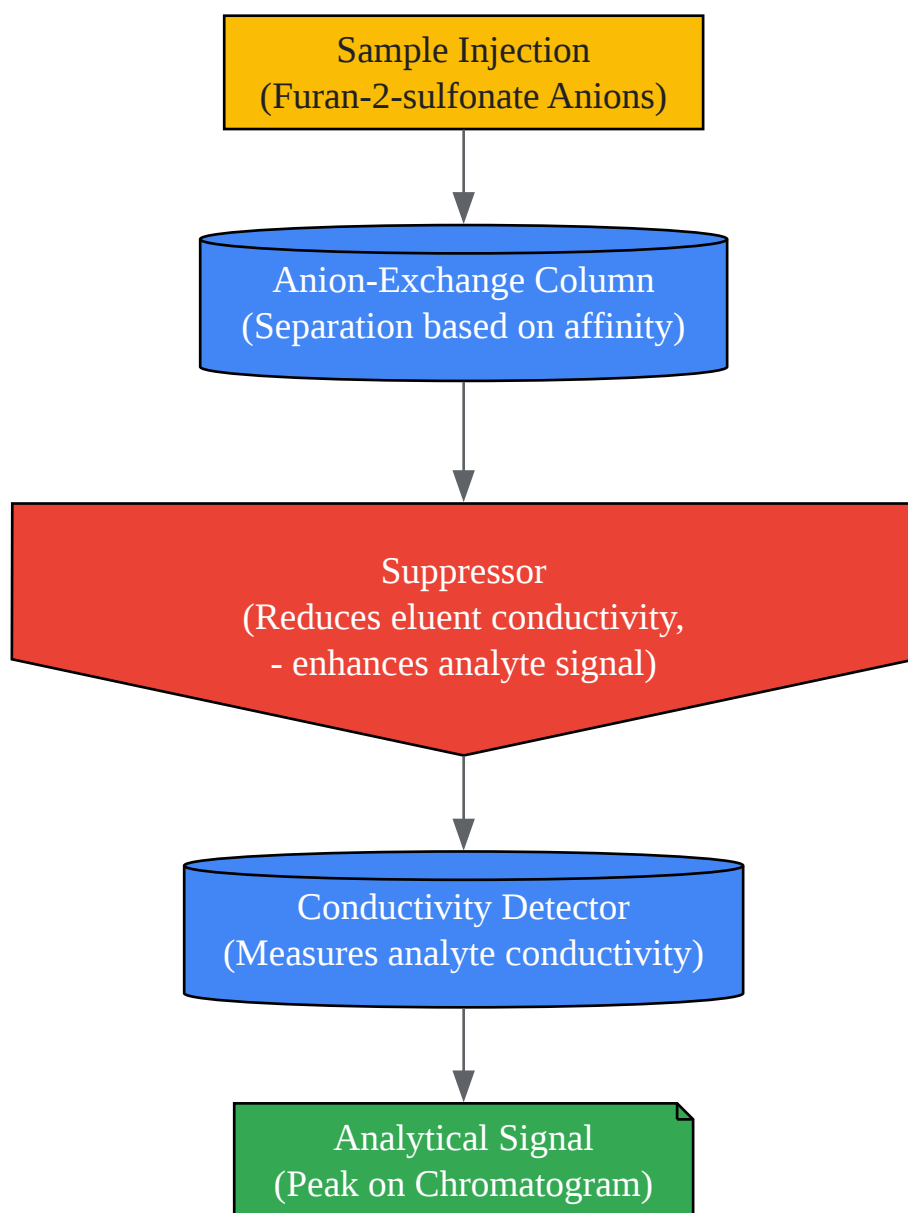 Sample Injection
(Furan-2-sulfonate Anions)
Anion-Exchange Column
(Separation based on affinity)
Suppressor
(Reduces eluent conductivity,
- enhances analyte signal)
Conductivity Detector
(Measures analyte conductivity)
Analytical Signal
(Peak on Chromatogram)